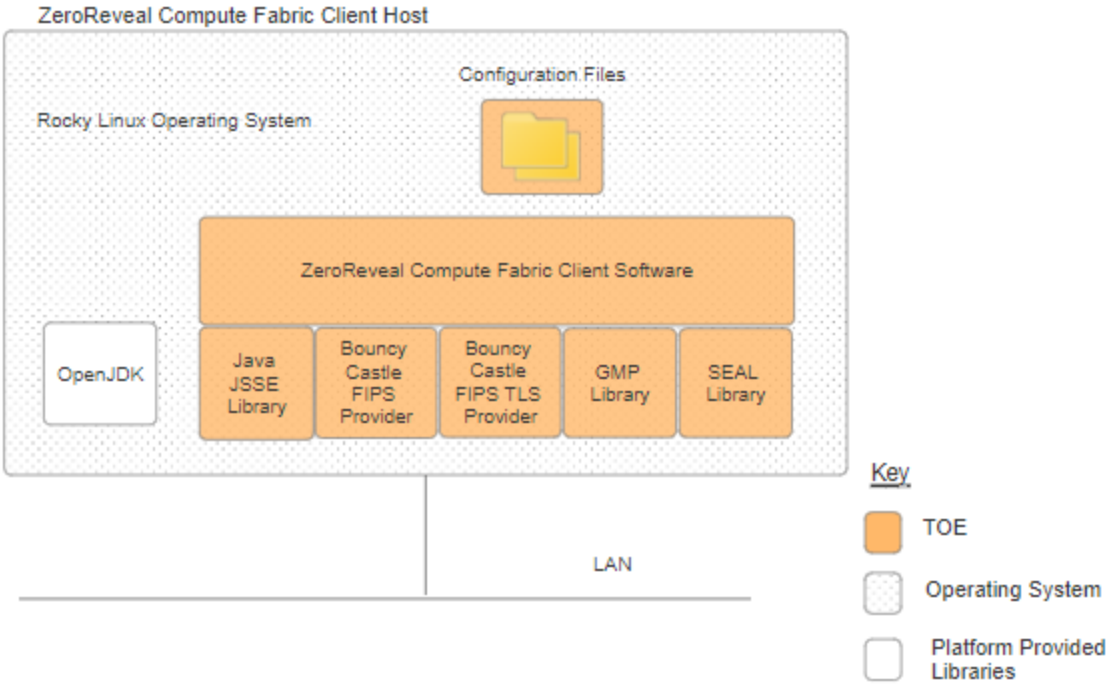 ZeroReveal Compute Fabric Client Host
Configuration Files
Rocky Linux Operating System
ZeroReveal Compute Fabric Client Software
OpenJDK
Java
JSSE
Library
Bouncy
Castle
FIPS
Provider
Bouncy
Castle
FIPS TLS
Provider
GMP
Library
SEAL
Library
LAN
Key
TOE
Operating System
Platform Provided
Libraries